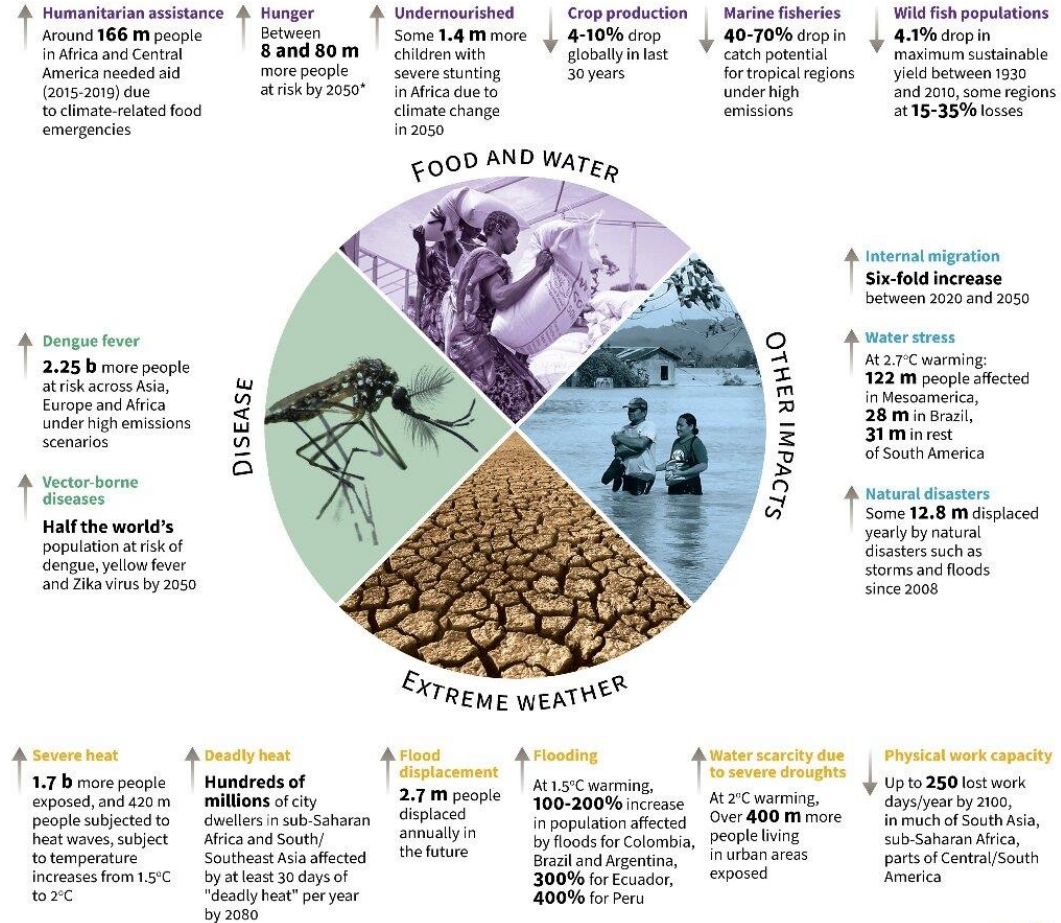 Humanitarian assistance
Around 166 m people
in Africa and Central
America needed aid
(2015-2019) due
to climate-related food
emergencies
Hunger
Between
8 and 80 m
more people
at risk by 2050*
Undernourished
Some 1.4 m more
children with
severe stunting
in Africa due to
climate change
in 2050
Crop production
4-10% drop
globally in last
30 years
Marine fisheries
40-70% drop in
catch potential
for tropical regions
under high
emissions
Wild fish populations
4.1% drop in
maximum sustainable
yield between 1930
and 2010, some regions
at 15-35% losses
FOOD AND WATER
Dengue fever
2.25 b more people
at risk across Asia,
Europe and Africa
under high emissions
scenarios
Vector-borne
diseases
Half the world's
population at risk of
dengue, yellow fever
and Zika virus by 2050
DISEASE
OTHER IMPACTS
Internal migration
Six-fold increase
between 2020 and 2050
Water stress
At 2.7°C warming:
122 m people affected
in Mesoamerica,
28 m in Brazil,
31 m in rest
of South America
Natural disasters
Some 12.8 m displaced
yearly by natural
disasters such as
storms and floods
since 2008
EXTREME WEATHER
Severe heat
1.7 b more people
exposed, and 420 m
people subjected to
heat waves, subject
to temperature
increases from 1.5°C
to 2°C
Deadly heat
Hundreds of
millions of city
dwellers in sub-Saharan
Africa and South/
Southeast Asia affected
by at least 30 days of
"deadly heat" per year
by 2080
Flood
displacement
2.7 m people
displaced
annually in
the future
Flooding
At 1.5°C warming,
100-200% increase
in population affected
by floods for Colombia,
Brazil and Argentina,
300% for Ecuador,
400% for Peru
Water scarcity due
to severe droughts
At 2°C warming,
Over 400 m more
people living
in urban areas
exposed
Physical work capacity
Up to 250 lost work
days/year by 2100,
in much of South Asia,
sub-Saharan Africa,
parts of Central/South
America